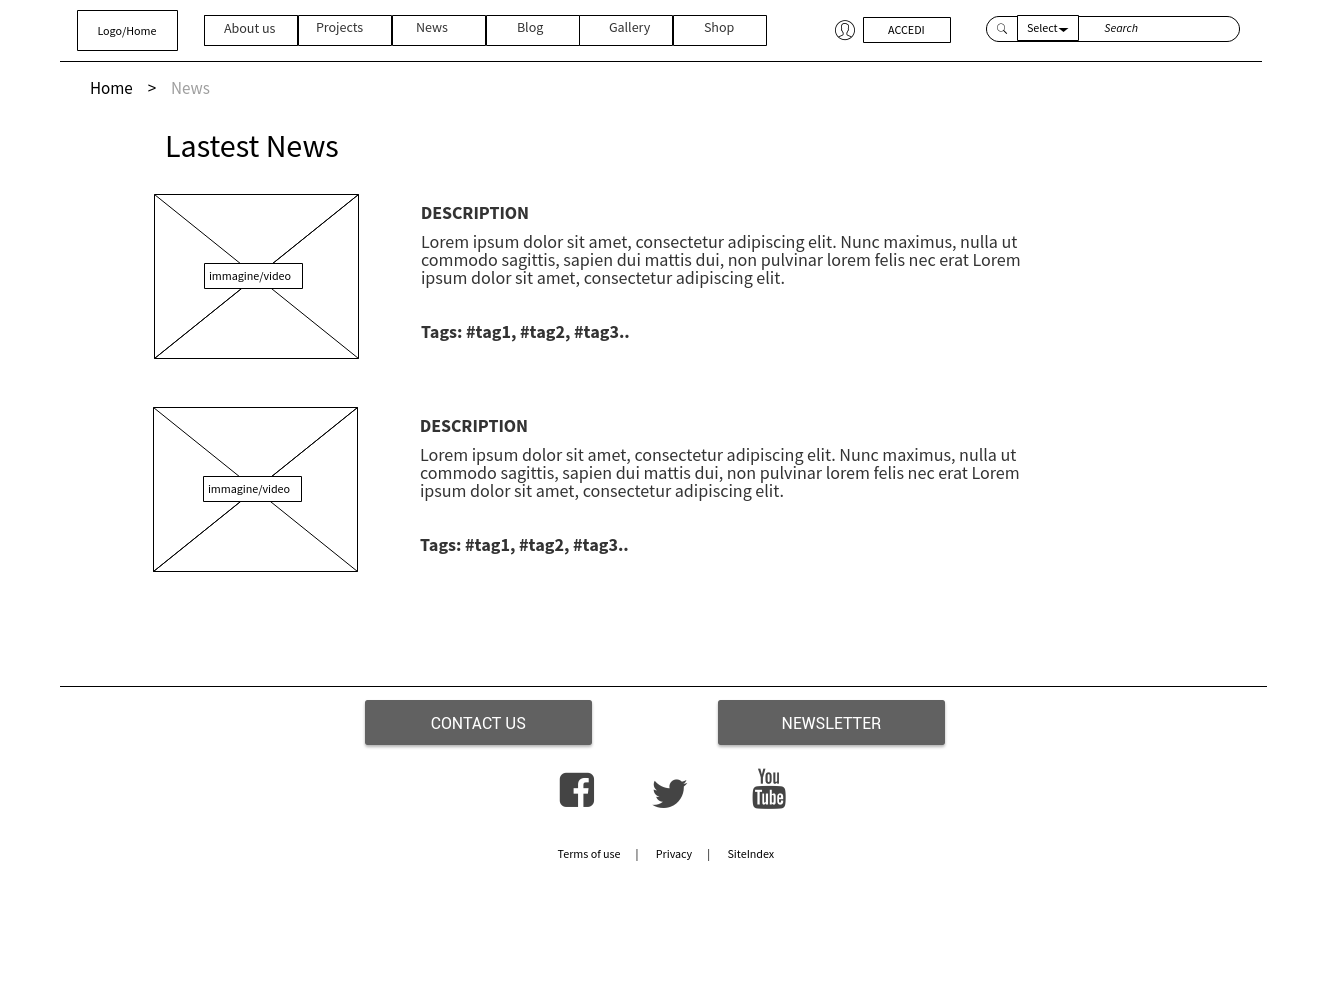 Logo/Home
About us
Projects
News
Blog
Gallery
Shop
ACCEDI
Select
Search
Home > News
Lastest News
immagine/video
DESCRIPTION
Lorem ipsum dolor sit amet, consectetur adipiscing elit. Nunc maximus, nulla ut
commodo sagittis, sapien dui mattis dui, non pulvinar lorem felis nec erat Lorem
ipsum dolor sit amet, consectetur adipiscing elit.
Tags: #tag1, #tag2, #tag3..
immagine/video
DESCRIPTION
Lorem ipsum dolor sit amet, consectetur adipiscing elit. Nunc maximus, nulla ut
commodo sagittis, sapien dui mattis dui, non pulvinar lorem felis nec erat Lorem
ipsum dolor sit amet, consectetur adipiscing elit.
Tags: #tag1, #tag2, #tag3..
CONTACT US
NEWSLETTER
You
Tube
Terms of use | Privacy | SiteIndex